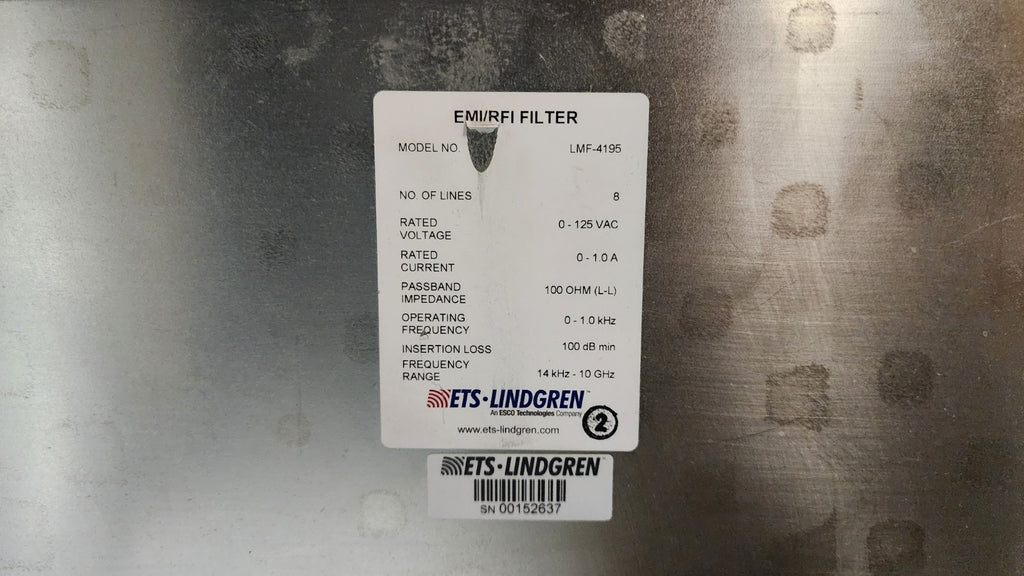 EMI/RFI FILTER
MODEL NO. LMF-4195
NO. OF LINES 8
RATED VOLTAGE 0 - 125 VAC
RATED CURRENT 0 - 1.0 A
PASSBAND IMPEDANCE 100 OHM (L-L)
OPERATING FREQUENCY 0 - 1.0 kHz
INSERTION LOSS 100 dB min
FREQUENCY RANGE 14 kHz - 10 GHz
ETS·LINDGREN™
An ESCO Technologies Company
www.ets-lindgren.com
2
ETS·LINDGREN™
SN 00152637